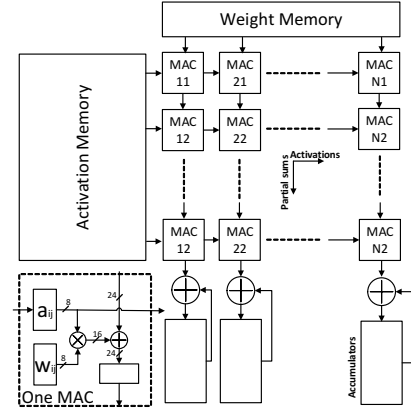 Weight Memory
Activation Memory
MAC 11
MAC 21
MAC N1
MAC 12
MAC 22
MAC N2
Activations
Partial sums
MAC 12
MAC 22
MAC N2
24
aij
8
16
24
wij
8
One MAC
Accumulators